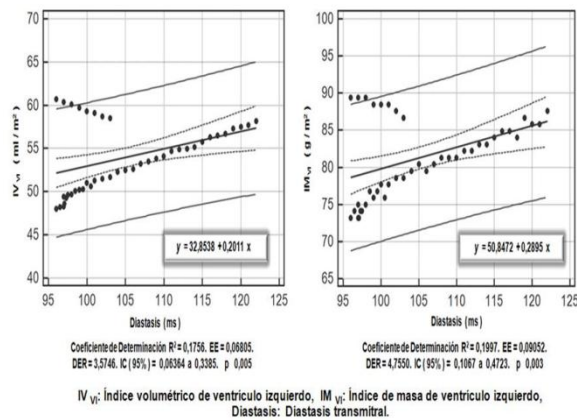 70
65
60
55
50
45
40
IV VI (ml / m²)
y = 32,8538 +0,2011 x
95 100 105 110 115 120 125
Diastasis (ms)
Coeficiente de Determinación R² = 0,1756. EE = 0,06805.
DER = 3,5746. IC (95%) = 0,06364 a 0,3385. p 0,005
100
95
90
85
80
75
70
65
IM VI (g / m²)
y = 50,8472 +0,2895 x
95 100 105 110 115 120 125
Diastasis (ms)
Coeficiente de Determinación R² = 0,1997. EE = 0,09052.
DER = 4,7550. IC (95%) = 0,1067 a 0,4723. p 0,003
IV VI: Índice volumétrico de ventriculo izquierdo, IM VI: Índice de masa de ventriculo izquierdo,
Diastasis: Diastasis transmitral.